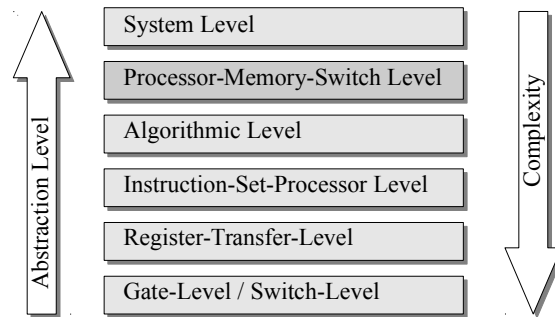 System Level
Processor-Memory-Switch Level
Algorithmic Level
Instruction-Set-Processor Level
Register-Transfer-Level
Gate-Level / Switch-Level
Abstraction Level
Complexity